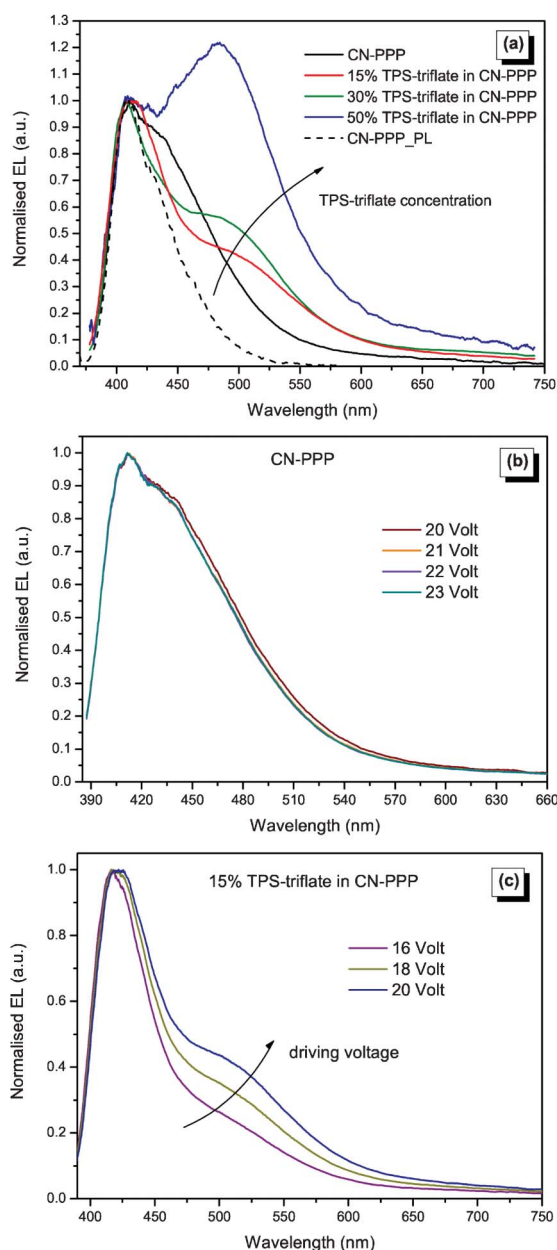 (a)
CN-PPP
15% TPS-triflate in CN-PPP
30% TPS-triflate in CN-PPP
50% TPS-triflate in CN-PPP
CN-PPP_PL
TPS-triflate concentration
Normalised EL (a.u.)
1.3
1.2
1.1
1.0
0.9
0.8
0.7
0.6
0.5
0.4
0.3
0.2
0.1
0.0
400 450 500 550 600 650 700 750
Wavelength (nm)
CN-PPP
(b)
20 Volt
21 Volt
22 Volt
23 Volt
Normalised EL (a.u.)
1.0
0.9
0.8
0.7
0.6
0.5
0.4
0.3
0.2
0.1
0.0
390 420 450 480 510 540 570 600 630 660
Wavelength (nm)
15% TPS-triflate in CN-PPP
(c)
16 Volt
18 Volt
20 Volt
driving voltage
Normalised EL (a.u.)
1.0
0.8
0.6
0.4
0.2
0.0
400 450 500 550 600 650 700 750
Wavelength (nm)